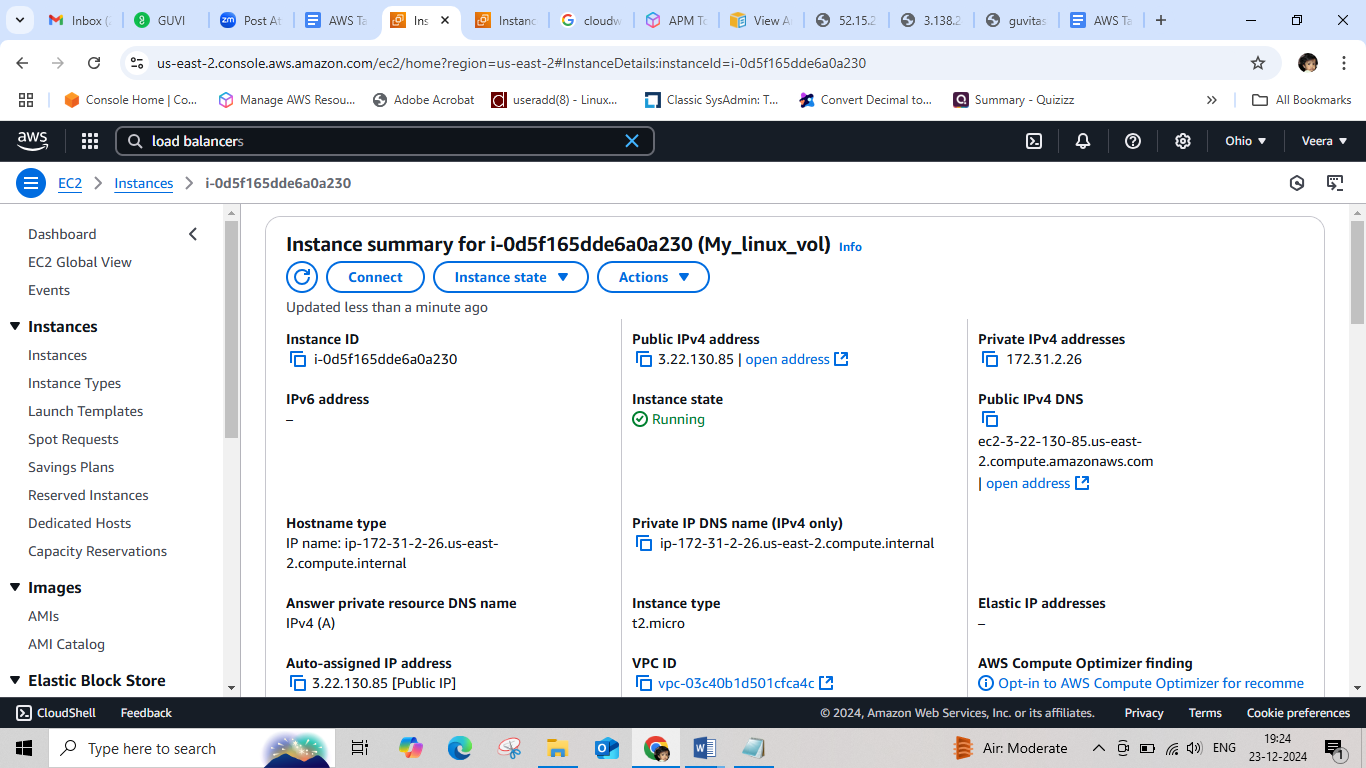 Inbox (
GUVI
Post At
AWS Ta
Ins
Instanc
cloudw
APM To
View A
52.15.2
3.138.2
guvitas
AWS Ta
us-east-2.console.aws.amazon.com/ec2/home?region=us-east-2#InstanceDetails:instanceId=i-0d5f165dde6a0a230
Console Home | Co...
Manage AWS Resou...
Adobe Acrobat
useradd(8) - Linux...
Classic SysAdmin: T...
Convert Decimal to...
Summary - Quizizz
All Bookmarks
aws
load balancers
Ohio
Veera
EC2
Instances
i-0d5f165dde6a0a230
Dashboard
EC2 Global View
Events
Instances
Instances
Instance Types
Launch Templates
Spot Requests
Savings Plans
Reserved Instances
Dedicated Hosts
Capacity Reservations
Images
AMIs
AMI Catalog
Elastic Block Store
Instance summary for i-0d5f165dde6a0a230 (My_linux_vol) Info
Connect
Instance state
Actions
Updated less than a minute ago
Instance ID
i-0d5f165dde6a0a230
Public IPv4 address
3.22.130.85 | open address
Private IPv4 addresses
172.31.2.26
IPv6 address
–
Instance state
Running
Public IPv4 DNS
ec2-3-22-130-85.us-east-
2.compute.amazonaws.com
| open address
Hostname type
IP name: ip-172-31-2-26.us-east-
2.compute.internal
Private IP DNS name (IPv4 only)
ip-172-31-2-26.us-east-2.compute.internal
Answer private resource DNS name
IPv4 (A)
Instance type
t2.micro
Elastic IP addresses
–
Auto-assigned IP address
3.22.130.85 [Public IP]
VPC ID
vpc-03c40b1d501cfca4c
AWS Compute Optimizer finding
Opt-in to AWS Compute Optimizer for recomme
CloudShell
Feedback
© 2024, Amazon Web Services, Inc. or its affiliates.
Privacy
Terms
Cookie preferences
Type here to search
Air: Moderate
ENG
19:24
23-12-2024
1